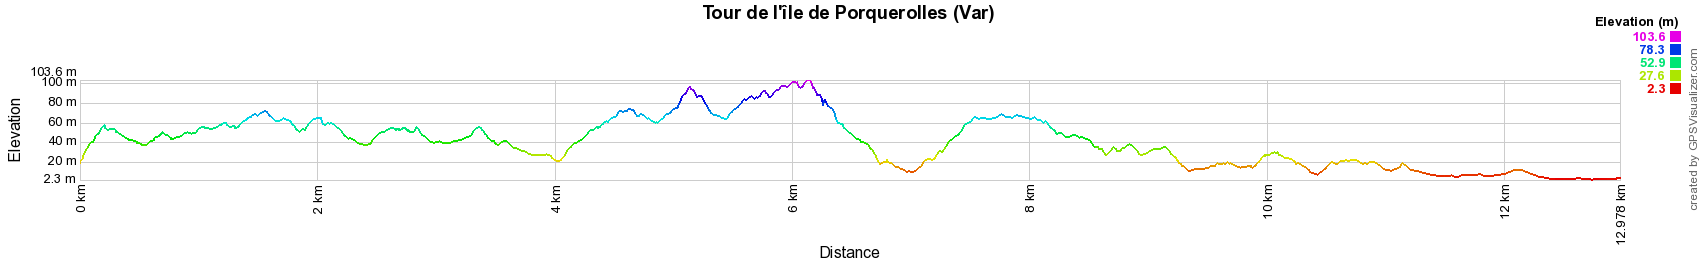 Tour de l'île de Porquerolles (Var)
Elevation (m)
103.6
78.3
52.9
27.6
2.3
created by GPSVisualizer.com
Elevation
103.6 m
100 m
80 m
60 m
40 m
20 m
2.3 m
0 km
2 km
4 km
6 km
8 km
10 km
12 km
12.978 km
Distance